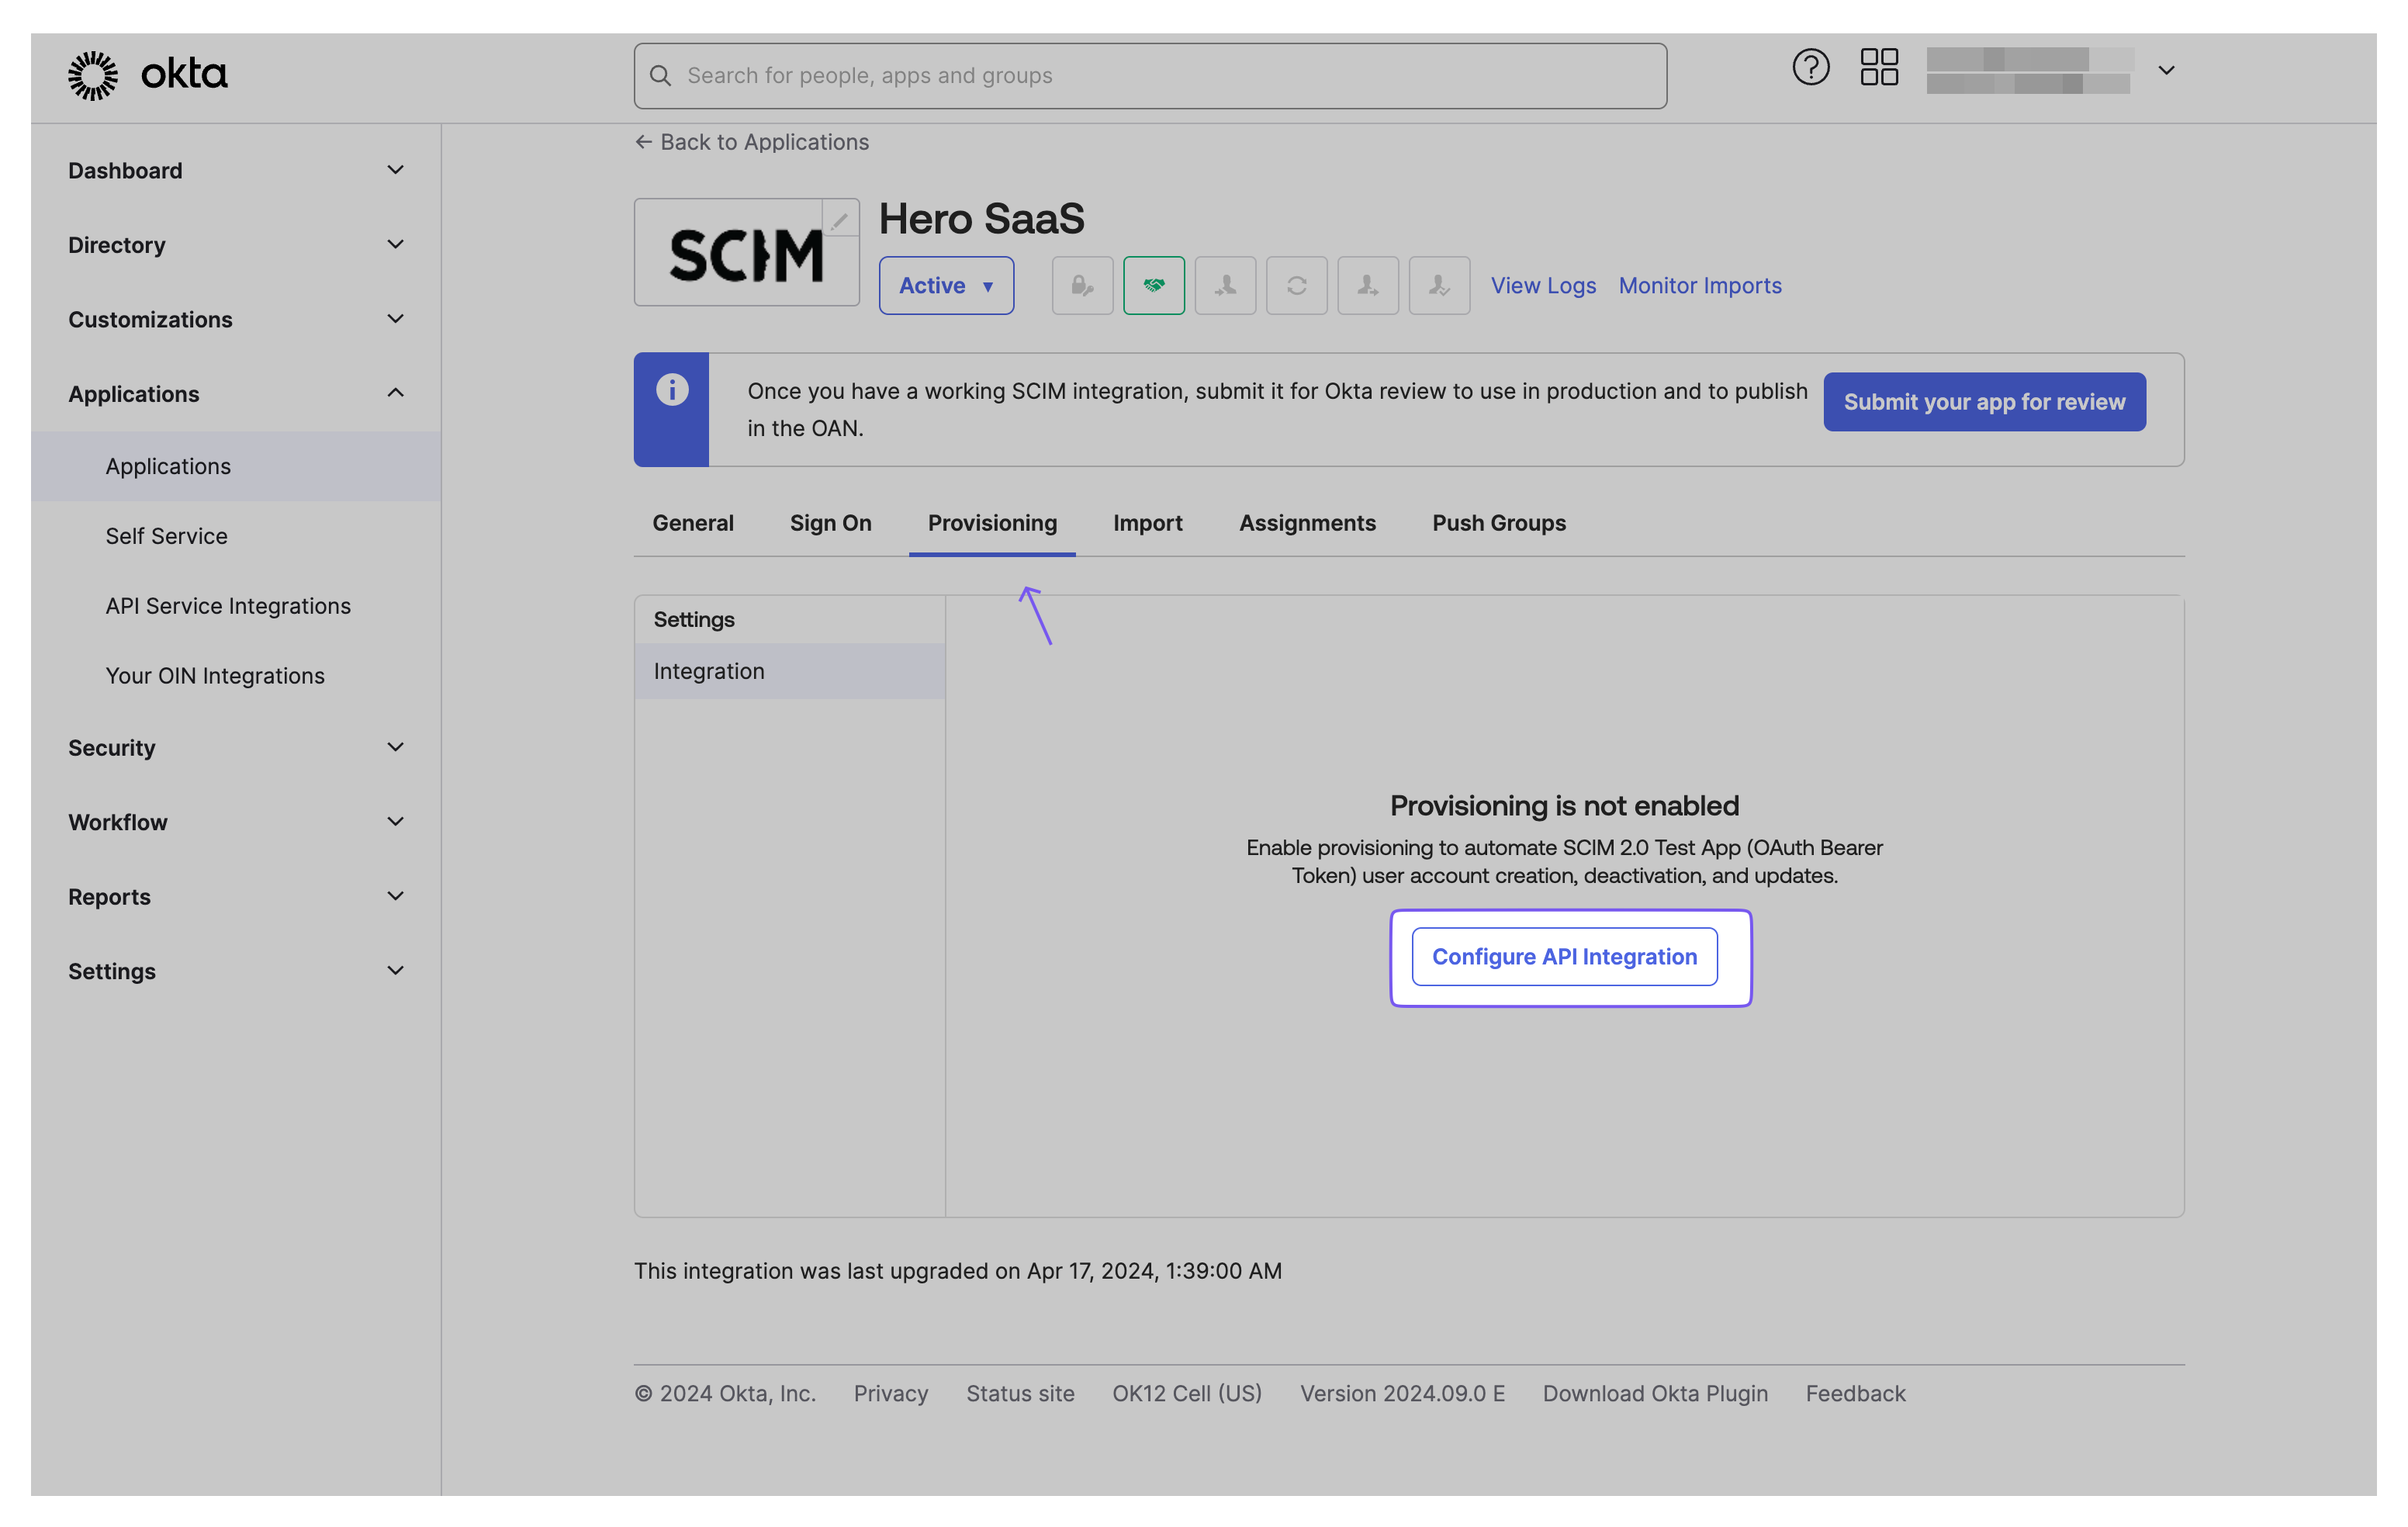 okta
Search for people, apps and groups
Dashboard
Directory
Customizations
Applications
Applications
Self Service
API Service Integrations
Your OIN Integrations
Security
Workflow
Reports
Settings
← Back to Applications
SCIM
Hero SaaS
Active ▼
View Logs Monitor Imports
Once you have a working SCIM integration, submit it for Okta review to use in production and to publish
in the OAN.
Submit your app for review
General Sign On Provisioning Import Assignments Push Groups
Settings
Integration
Provisioning is not enabled
Enable provisioning to automate SCIM 2.0 Test App (OAuth Bearer
Token) user account creation, deactivation, and updates.
Configure API Integration
This integration was last upgraded on Apr 17, 2024, 1:39:00 AM
© 2024 Okta, Inc. Privacy Status site OK12 Cell (US) Version 2024.09.0 E Download Okta Plugin Feedback